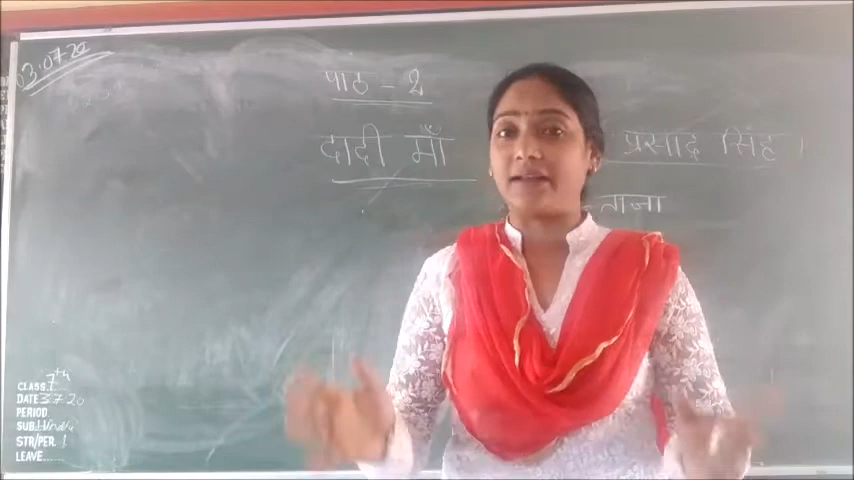 03.07.20
पाठ - 2
दादी माँ
प्रसाद सिंह ।
ताजा
CLASS 7th
DATE 3.7.20
PERIOD
SUB Hindi
STR/PER. 1
LEAVE